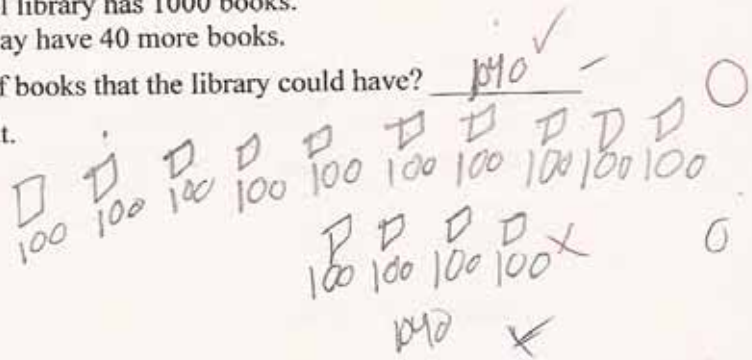 l library has 1000 books.
ay have 40 more books.
f books that the library could have? 1040
t.
100 100 100 100 100 100 100 100 100 100
100 100 100 100
1040